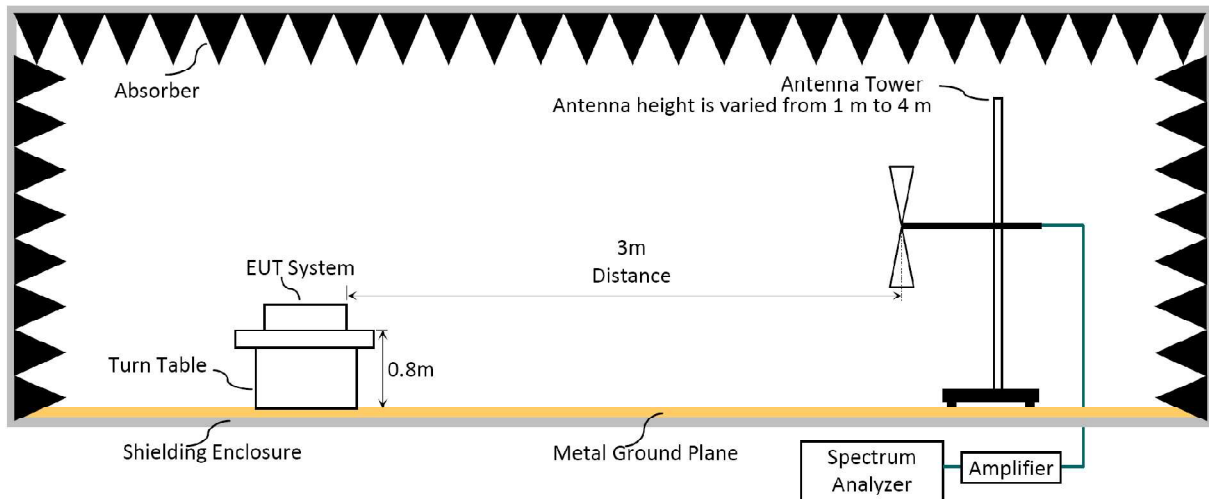 Absorber
Antenna Tower
Antenna height is varied from 1 m to 4 m
3m
Distance
EUT System
Turn Table
0.8m
Shielding Enclosure
Metal Ground Plane
Spectrum
Analyzer
Amplifier